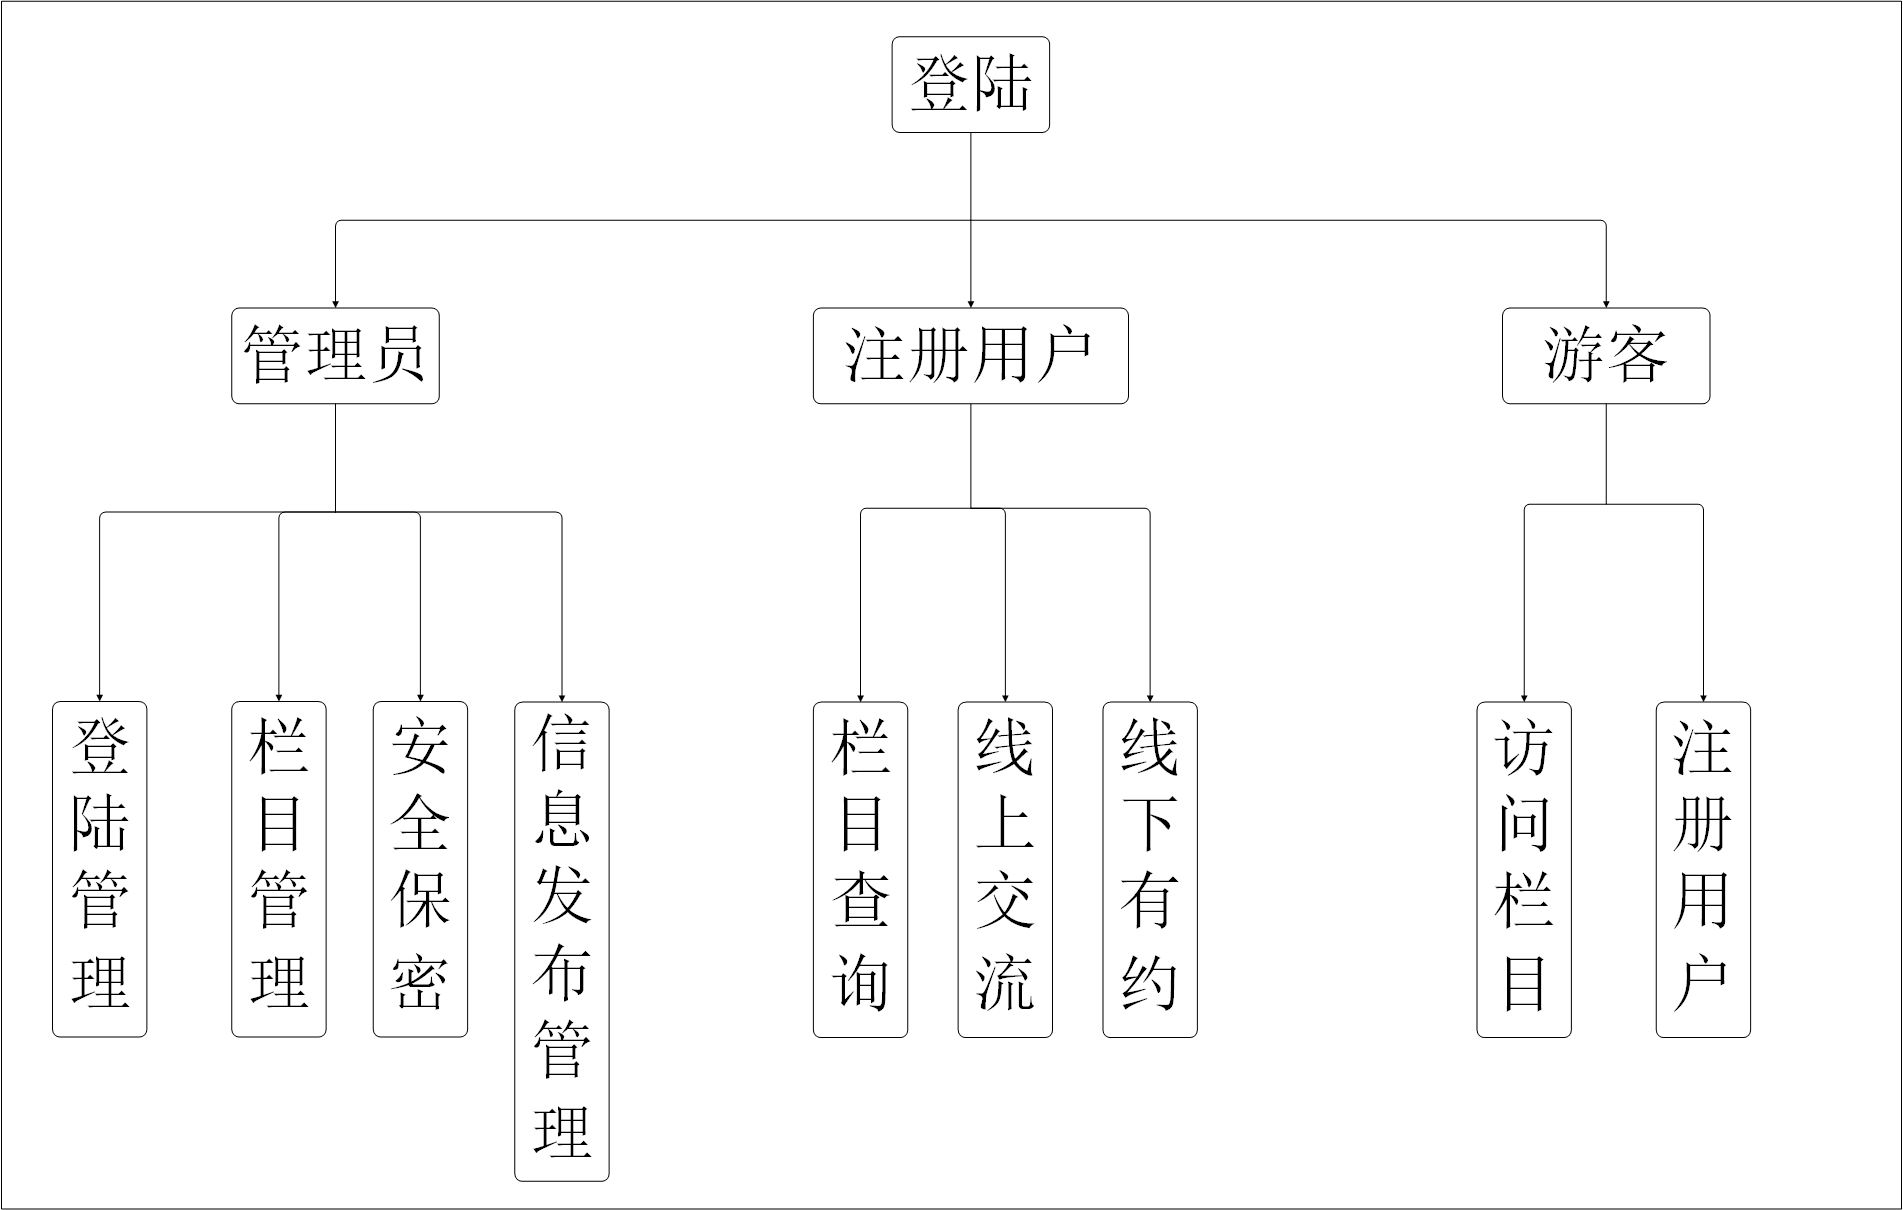 登陆
管理员
注册用户
游客
登陆管理
栏目管理
安全保密
信息发布管理
栏目查询
线上交流
线下有约
访问栏目
注册用户